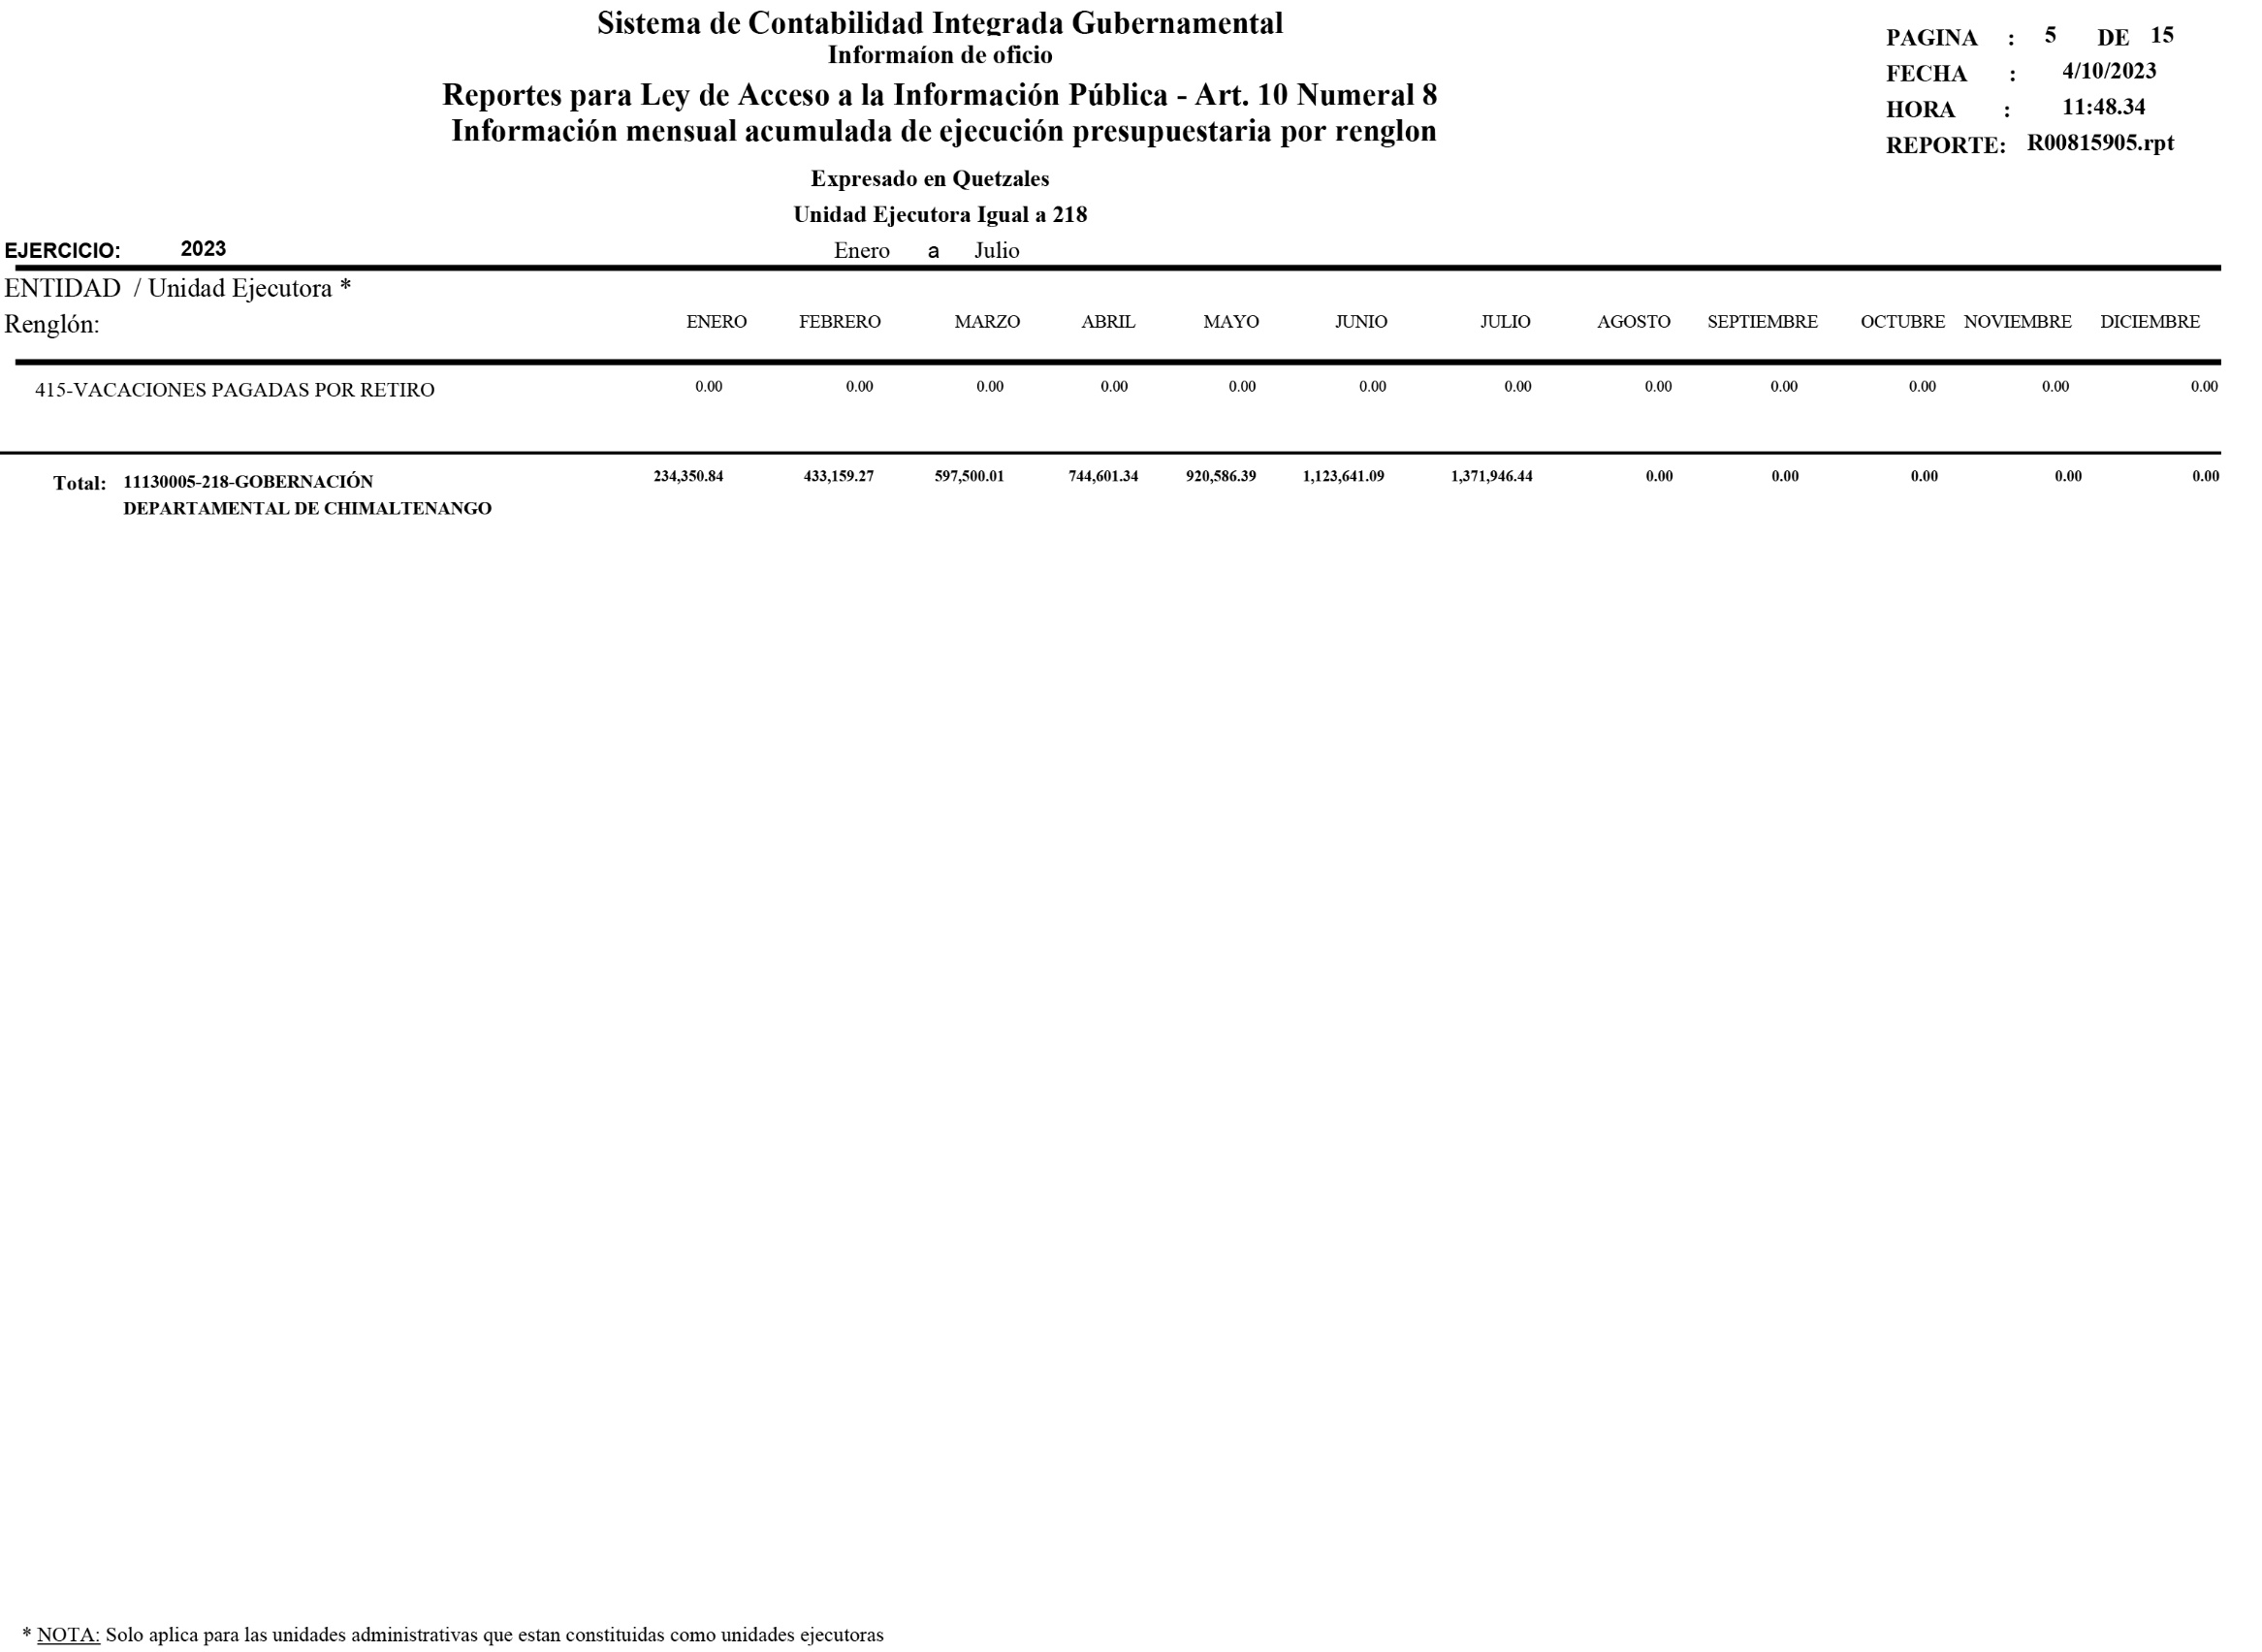 Sistema de Contabilidad Integrada Gubernamental
Informaíon de oficio
Reportes para Ley de Acceso a la Información Pública - Art. 10 Numeral 8
Información mensual acumulada de ejecución presupuestaria por renglon
Expresado en Quetzales
Unidad Ejecutora Igual a 218
PAGINA : 5 DE 15
FECHA : 4/10/2023
HORA : 11:48.34
REPORTE: R00815905.rpt
EJERCICIO: 2023 Enero a Julio
ENTIDAD / Unidad Ejecutora *
Renglón: ENERO FEBRERO MARZO ABRIL MAYO JUNIO JULIO AGOSTO SEPTIEMBRE OCTUBRE NOVIEMBRE DICIEMBRE
415-VACACIONES PAGADAS POR RETIRO 0.00 0.00 0.00 0.00 0.00 0.00 0.00 0.00 0.00 0.00 0.00 0.00
Total: 11130005-218-GOBERNACIÓN 234,350.84 433,159.27 597,500.01 744,601.34 920,586.39 1,123,641.09 1,371,946.44 0.00 0.00 0.00 0.00 0.00
DEPARTAMENTAL DE CHIMALTENANGO
* NOTA: Solo aplica para las unidades administrativas que estan constituidas como unidades ejecutoras